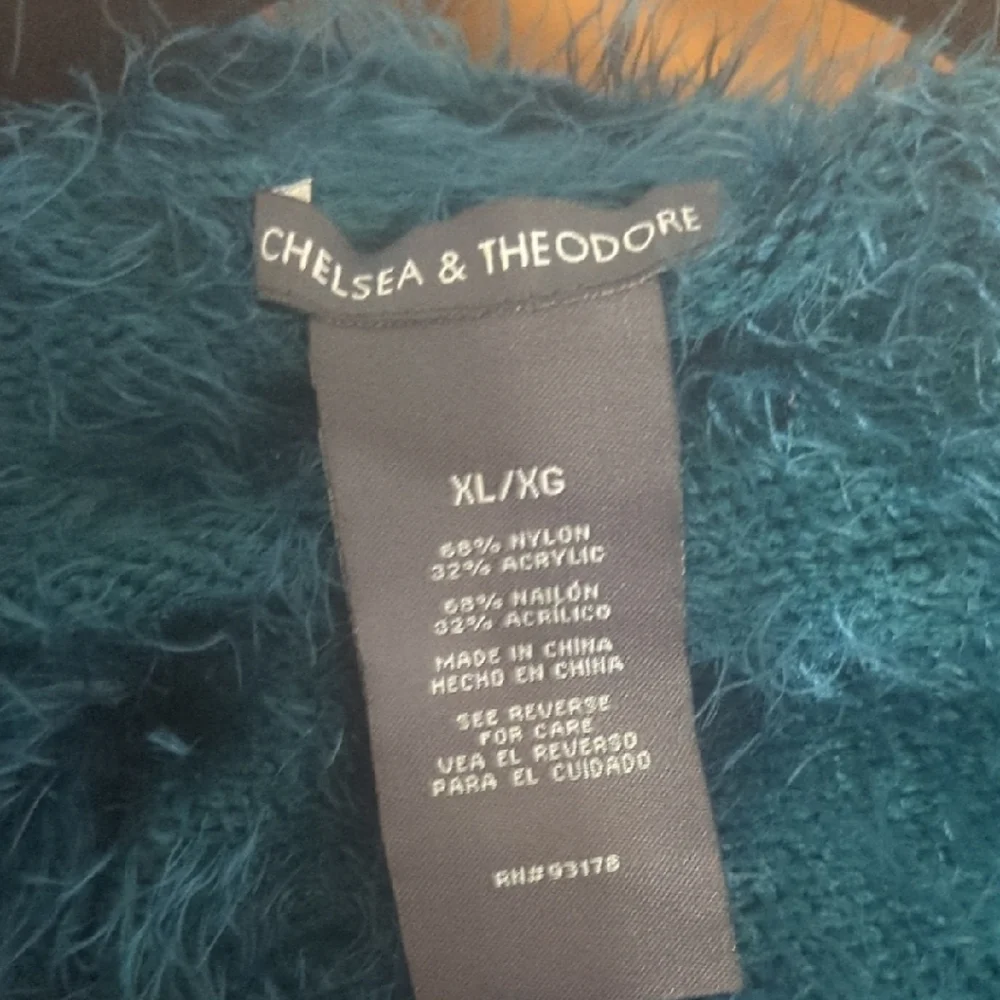 CHELSEA & THEODORE
XL/XG
68% NYLON
32% ACRYLIC
68% NAILÓN
32% ACRÍLICO
MADE IN CHINA
HECHO EN CHINA
SEE REVERSE
FOR CARE
VEA EL REVERSO
PARA EL CUIDADO
RN#93178